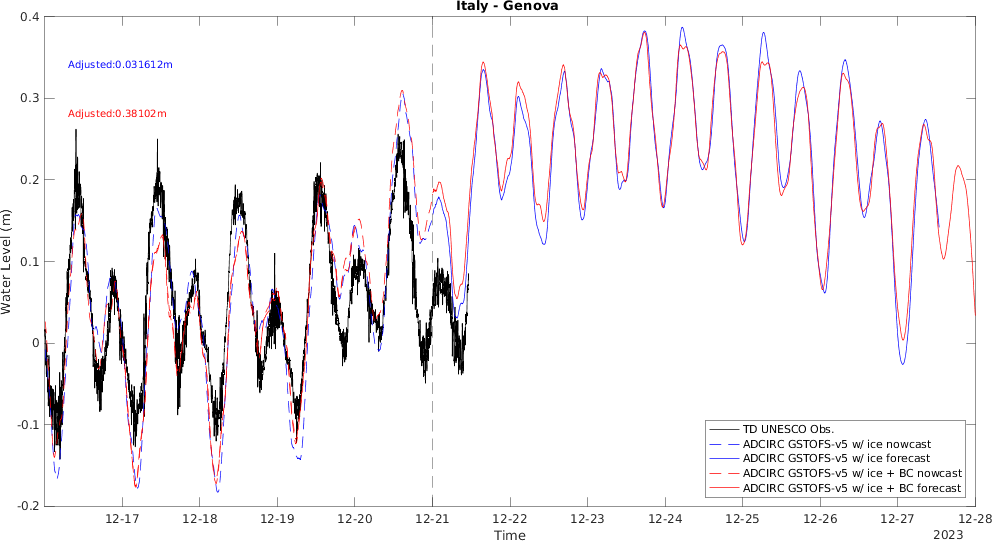 Italy - Genova
0.4
0.3
0.2
0.1
0
-0.1
-0.2
Water Level (m)
Adjusted:0.031612m
Adjusted:0.38102m
TD UNESCO Obs.
ADCIRC GSTOFS-v5 w/ ice nowcast
ADCIRC GSTOFS-v5 w/ ice forecast
ADCIRC GSTOFS-v5 w/ ice + BC nowcast
ADCIRC GSTOFS-v5 w/ ice + BC forecast
12-17 12-18 12-19 12-20 12-21 12-22 12-23 12-24 12-25 12-26 12-27 12-28
Time
2023